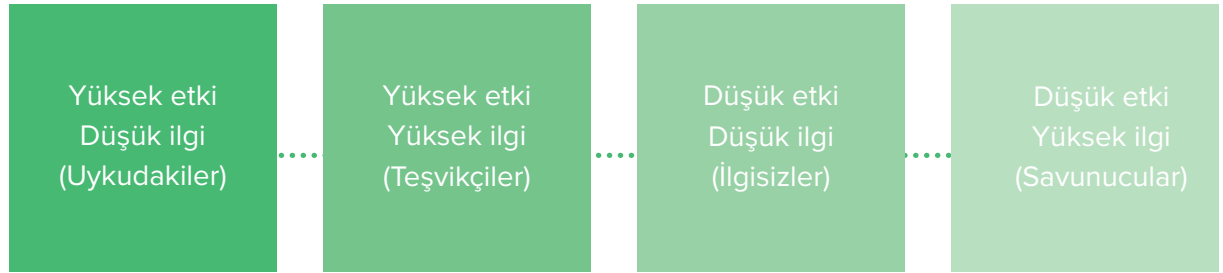 Yüksek etki
Düşük ilgi
(Uykudakiler)
Yüksek etki
Yüksek ilgi
(Teşvikçiler)
Düşük etki
Düşük ilgi
(İlgisizler)
Düşük etki
Yüksek ilgi
(Savunucular)